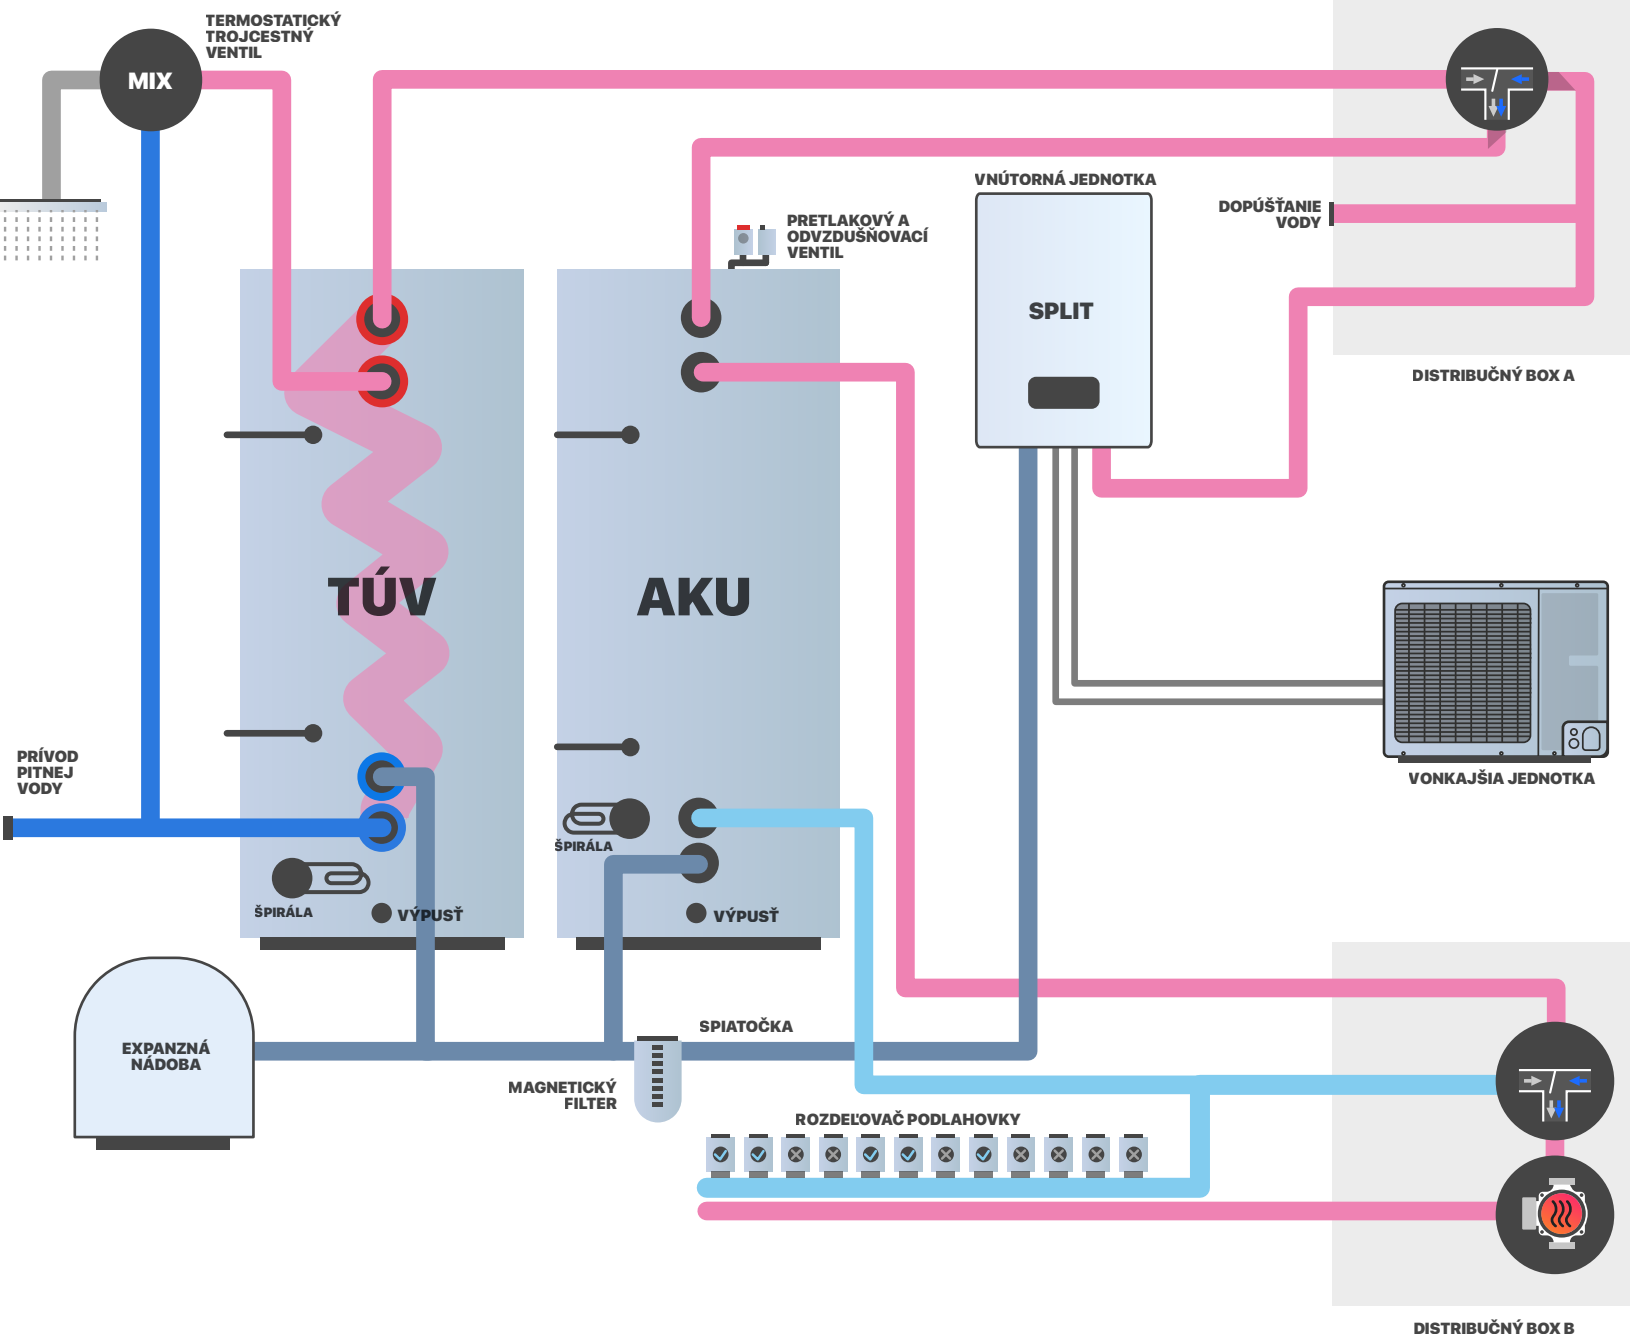 TERMOSTATICKÝ
TROJCESTNÝ
VENTIL
MIX
VNÚTORNÁ JEDNOTKA
DOPÚŠŤANIE
VODY
PRETLAKOVÝ A
ODVZDUŠŇOVACÍ
VENTIL
SPLIT
DISTRIBUČNÝ BOX A
TÚV
AKU
PRÍVOD
PITNEJ
VODY
VONKAJŠIA JEDNOTKA
ŠPIRÁLA
ŠPIRÁLA
VÝPUSŤ
VÝPUSŤ
EXPANZNÁ
NÁDOBA
SPIATOČKA
MAGNETICKÝ
FILTER
ROZDEĽOVAČ PODLAHOVKY
DISTRIBUČNÝ BOX B